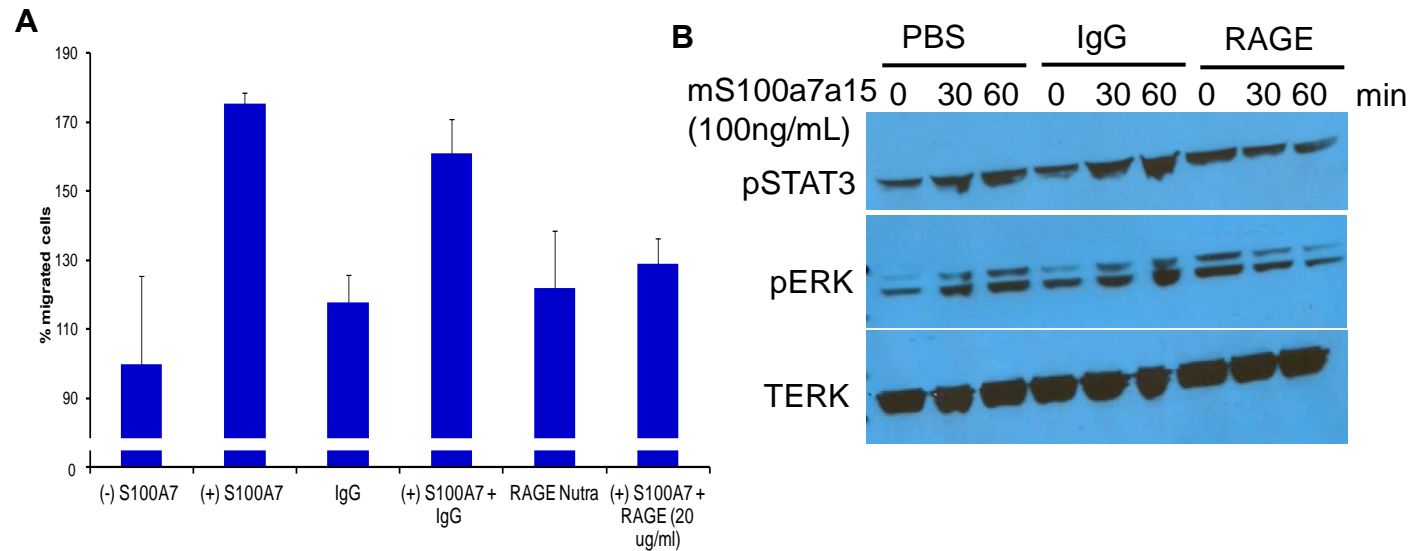 A
190
170
150
130
110
90
0
% migrated cells
(-) S100A7
(+) S100A7
IgG
(+) S100A7 +
IgG
RAGE Nutra
(+) S100A7 +
RAGE (20
ug/ml)
B
PBS IgG RAGE
mS100a7a15 0 30 60 0 30 60 0 30 60 min
(100ng/mL)
pSTAT3
pERK
TERK